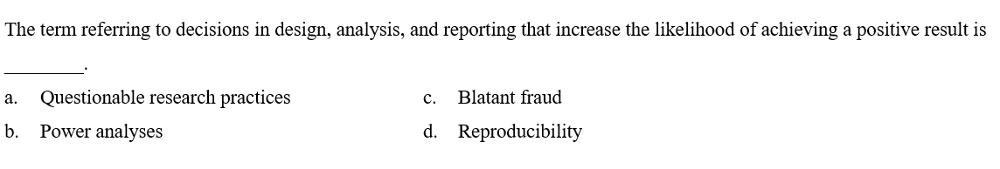 The term referring to decisions in design, analysis, and reporting that increase the likelihood of achieving a positive result is
________.
a. Questionable research practices c. Blatant fraud
b. Power analyses d. Reproducibility